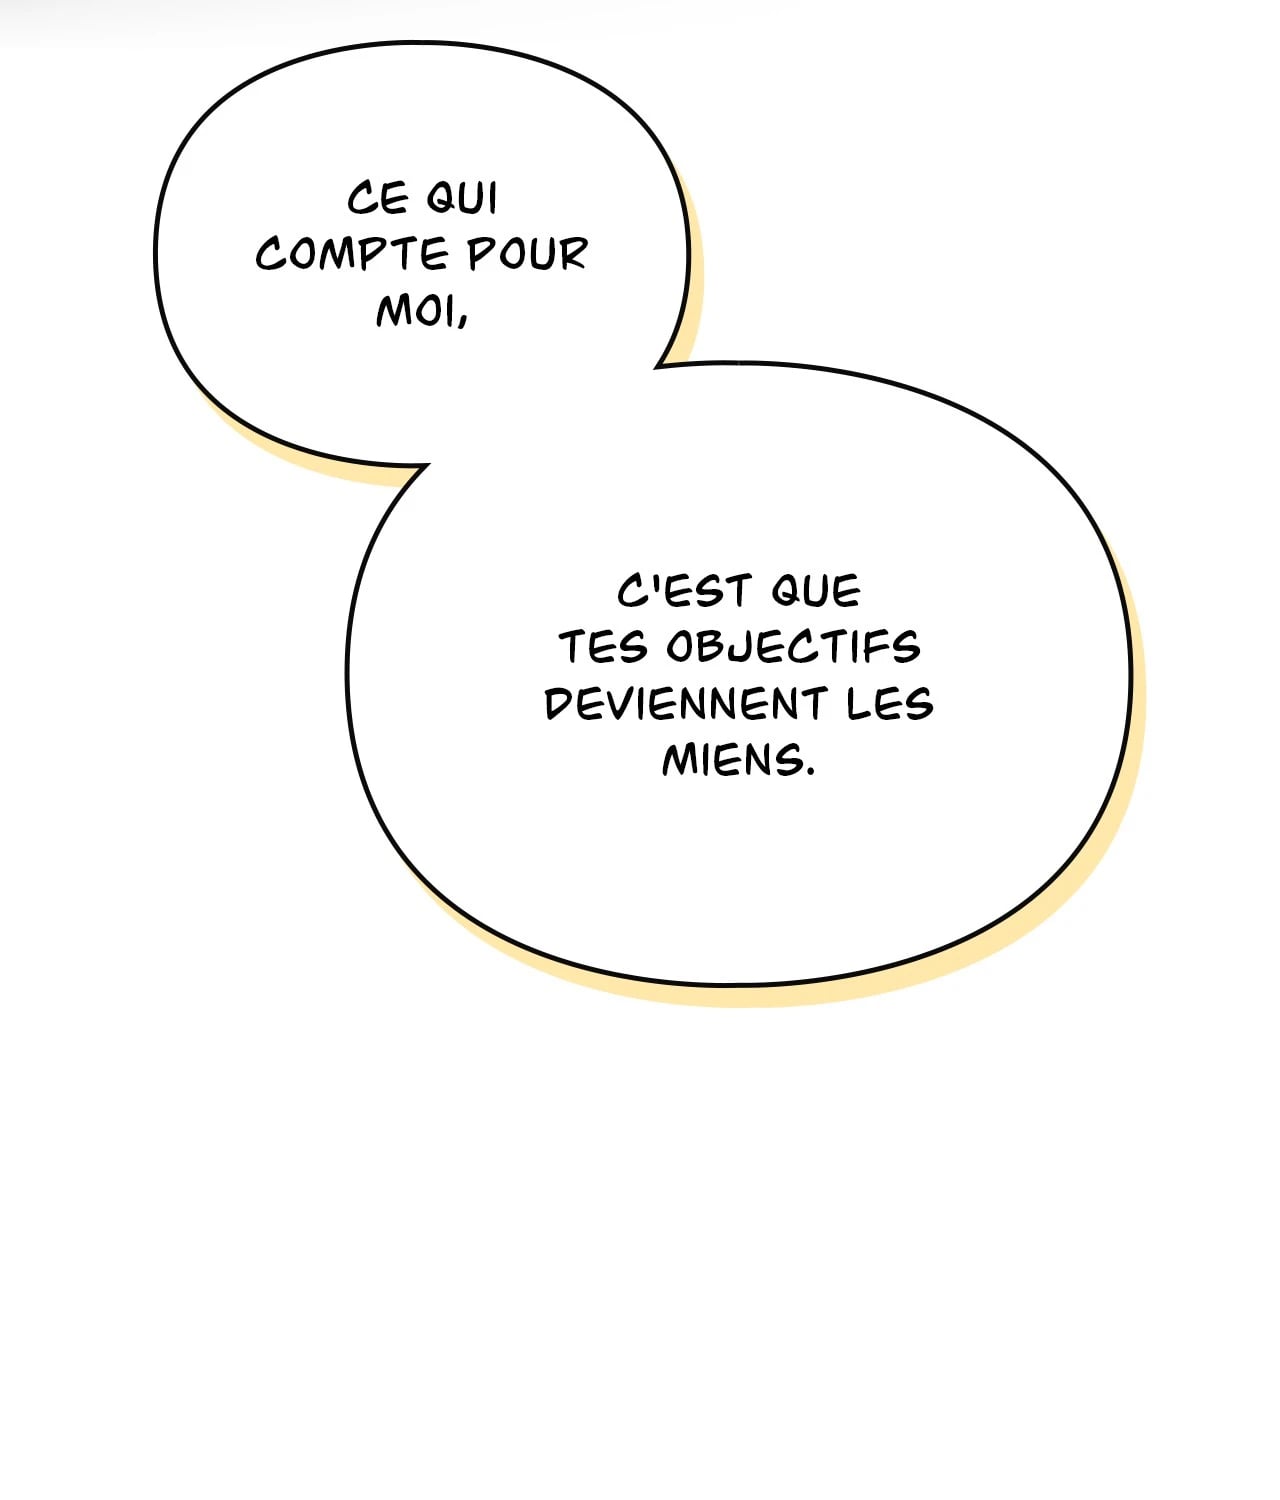 CE QUI
COMPTE POUR
MOI,
C'EST QUE
TES OBJECTIFS
DEVIENNENT LES
MIENS.